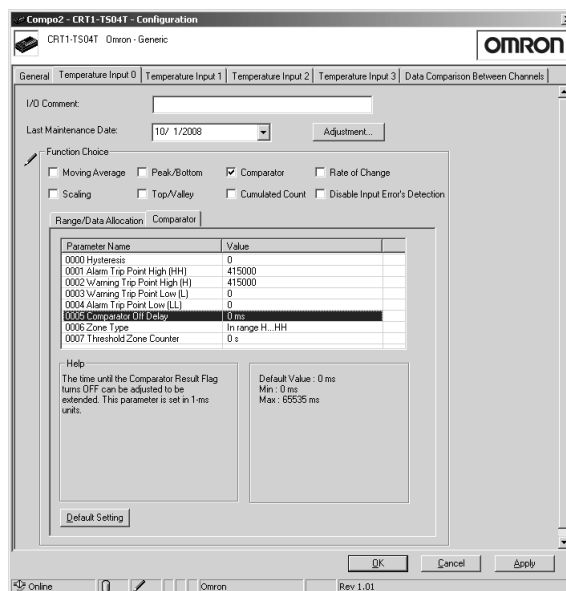 Compo2 - CRT1-TS04T - Configuration
CRT1-TS04T Omron - Generic
OMRON
General Temperature Input 0 Temperature Input 1 Temperature Input 2 Temperature Input 3 Data Comparison Between Channels
I/O Comment:
Last Maintenance Date: 10/ 1/2008 Adjustment...
Function Choice
Moving Average Peak/Bottom Comparator Rate of Change
Scaling Top/Valley Cumulated Count Disable Input Error's Detection
Range/Data Allocation Comparator
Parameter Name Value
0000 Hysteresis 0
0001 Alarm Trip Point High (HH) 415000
0002 Warning Trip Point High (H) 415000
0003 Warning Trip Point Low (L) 0
0004 Alarm Trip Point Low (LL) 0
0005 Comparator Off Delay 0 ms
0006 Zone Type In range H...HH
0007 Threshold Zone Counter 0 s
Help
The time until the Comparator Result Flag
turns OFF can be adjusted to be
extended. This parameter is set in 1-ms
units.
Default Value : 0 ms
Min : 0 ms
Max : 65535 ms
Default Setting
OK Cancel Apply
Online Omron Rev 1.01